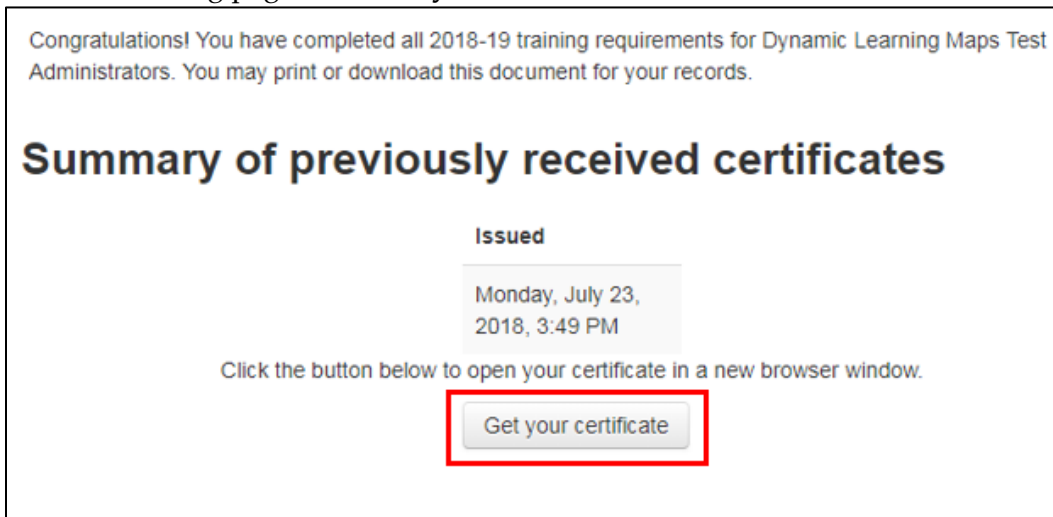 Congratulations! You have completed all 2018-19 training requirements for Dynamic Learning Maps Test
Administrators. You may print or download this document for your records.
Summary of previously received certificates
Issued
Monday, July 23,
2018, 3:49 PM
Click the button below to open your certificate in a new browser window.
Get your certificate